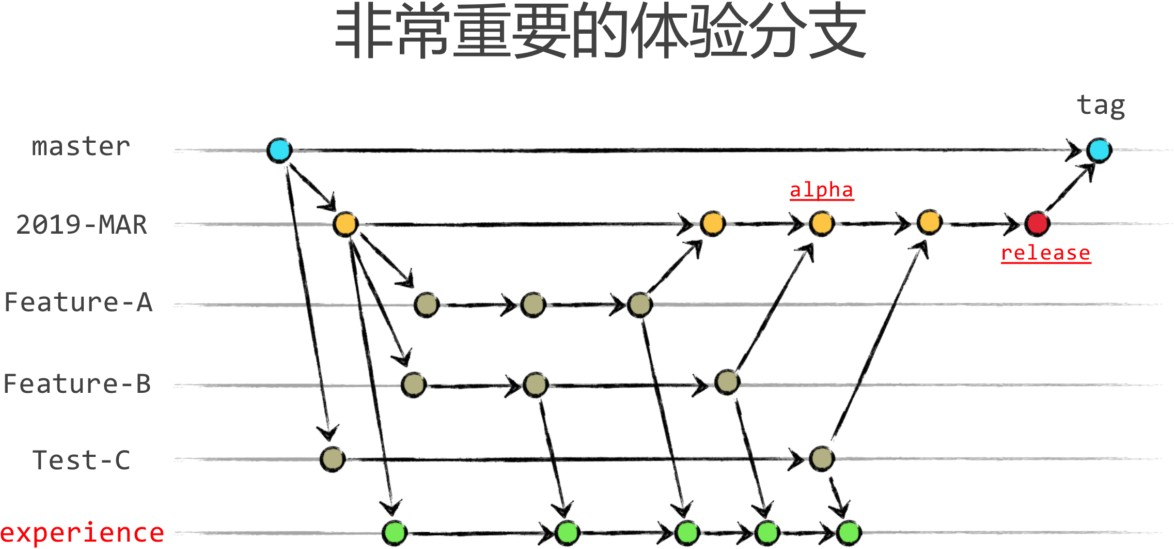 非常重要的体验分支
tag
master
alpha
2019-MAR
release
Feature-A
Feature-B
Test-C
experience